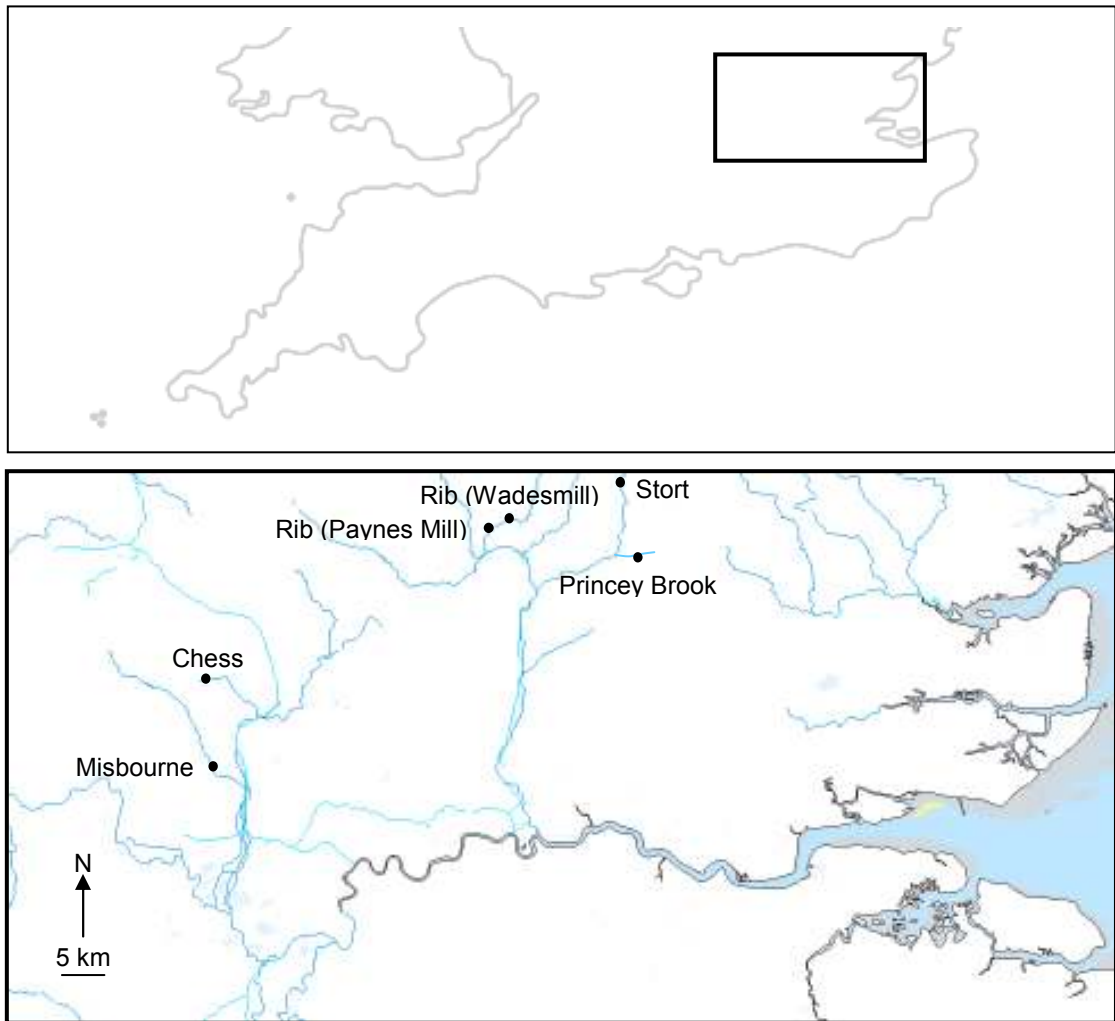 Rib (Wadesmill)
Stort
Rib (Paynes Mill)
Princey Brook
Chess
Misbourne
N
5 km